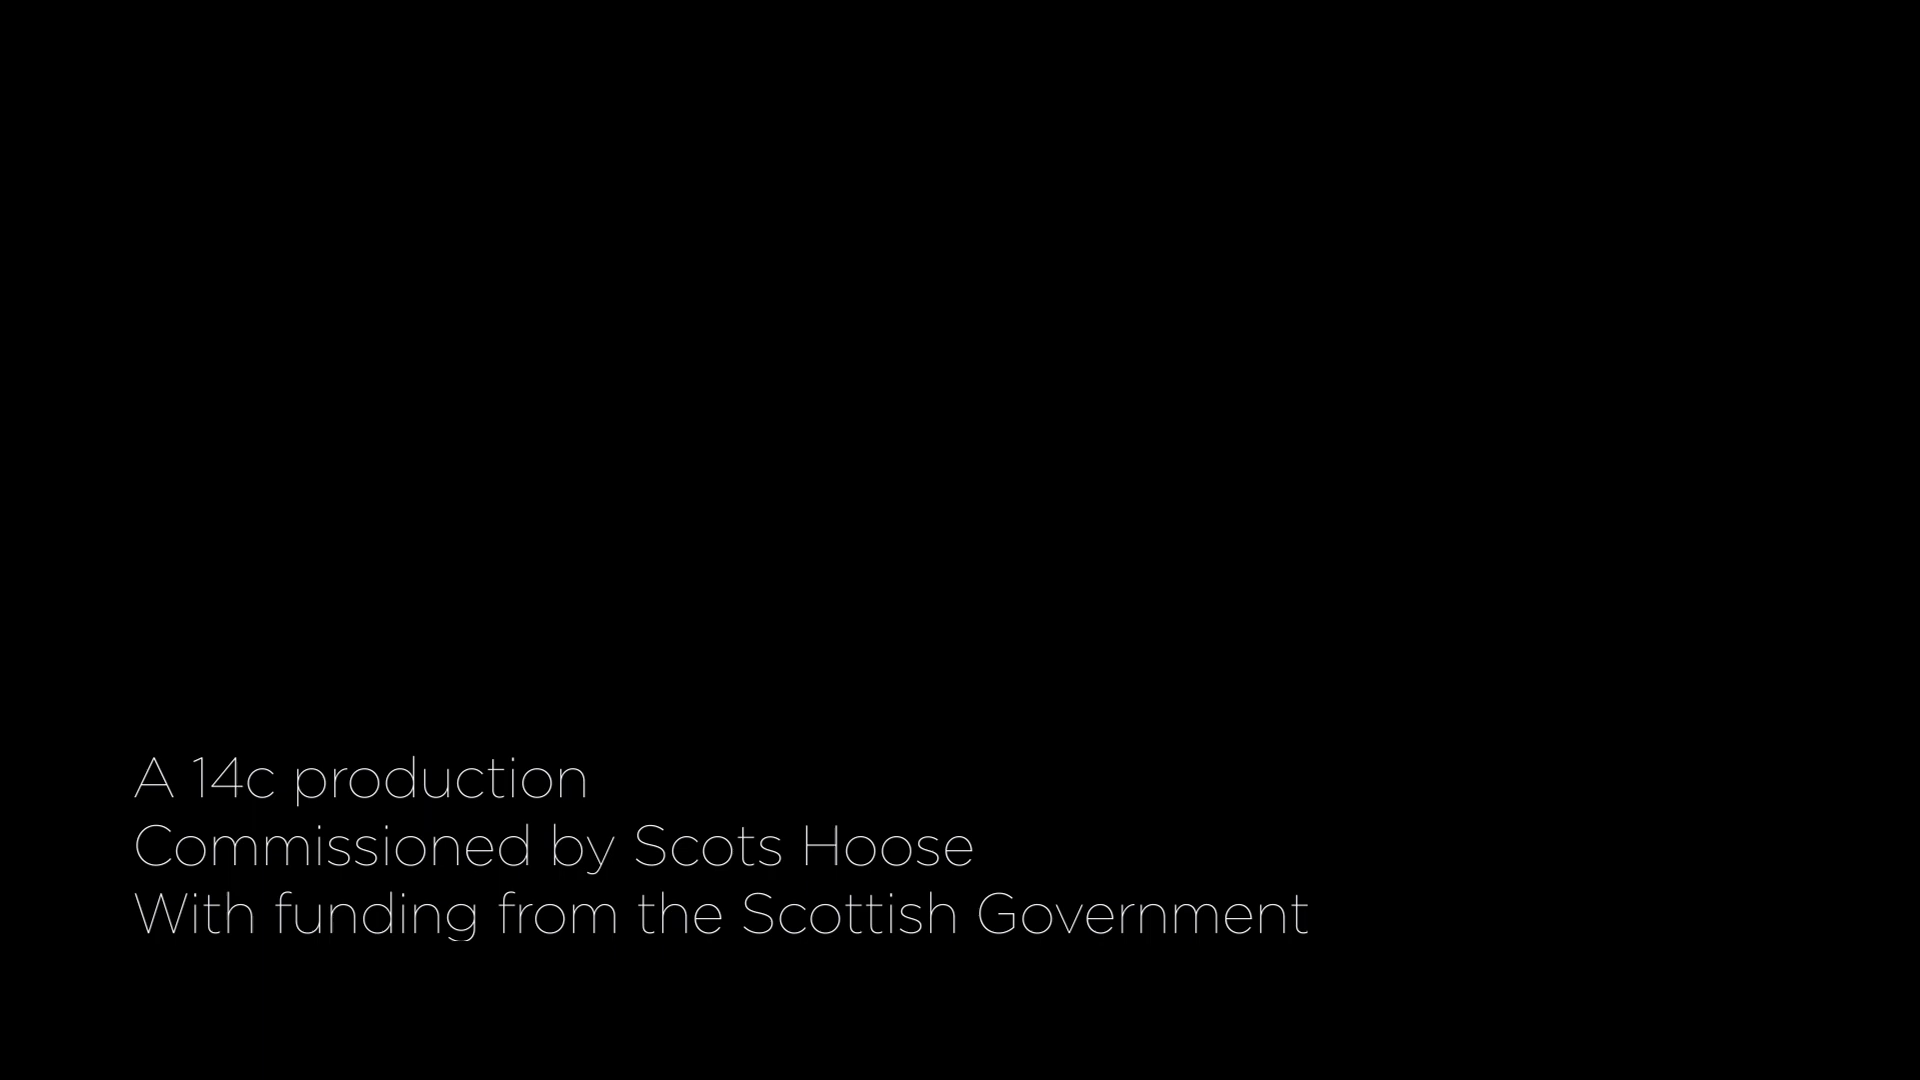 A 14c production
Commissioned by Scots Hoose
With funding from the Scottish Government